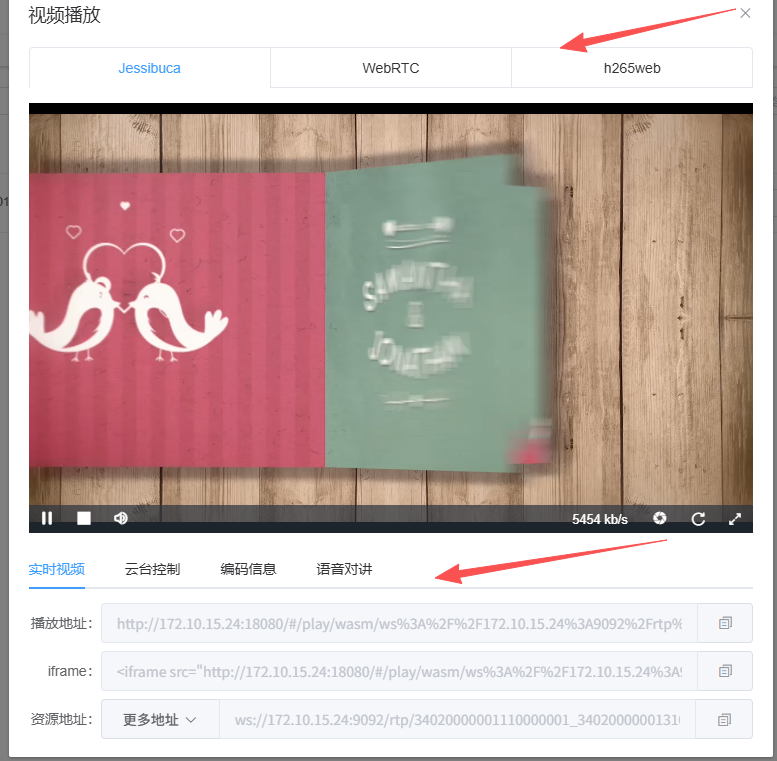 视频播放
Jessibuca
WebRTC
h265web
5454 kb/s
实时视频
云台控制
编码信息
语音对讲
播放地址：
http://172.10.15.24:18080/#/play/wasm/ws%3A%2F%2F172.10.15.24%3A9092%2Frtp%
iframe：
<iframe src="http://172.10.15.24:18080/#/play/wasm/ws%3A%2F%2F172.10.15.24%3A9
资源地址：
更多地址
ws://172.10.15.24:9092/rtp/34020000001110000001_3402000000131